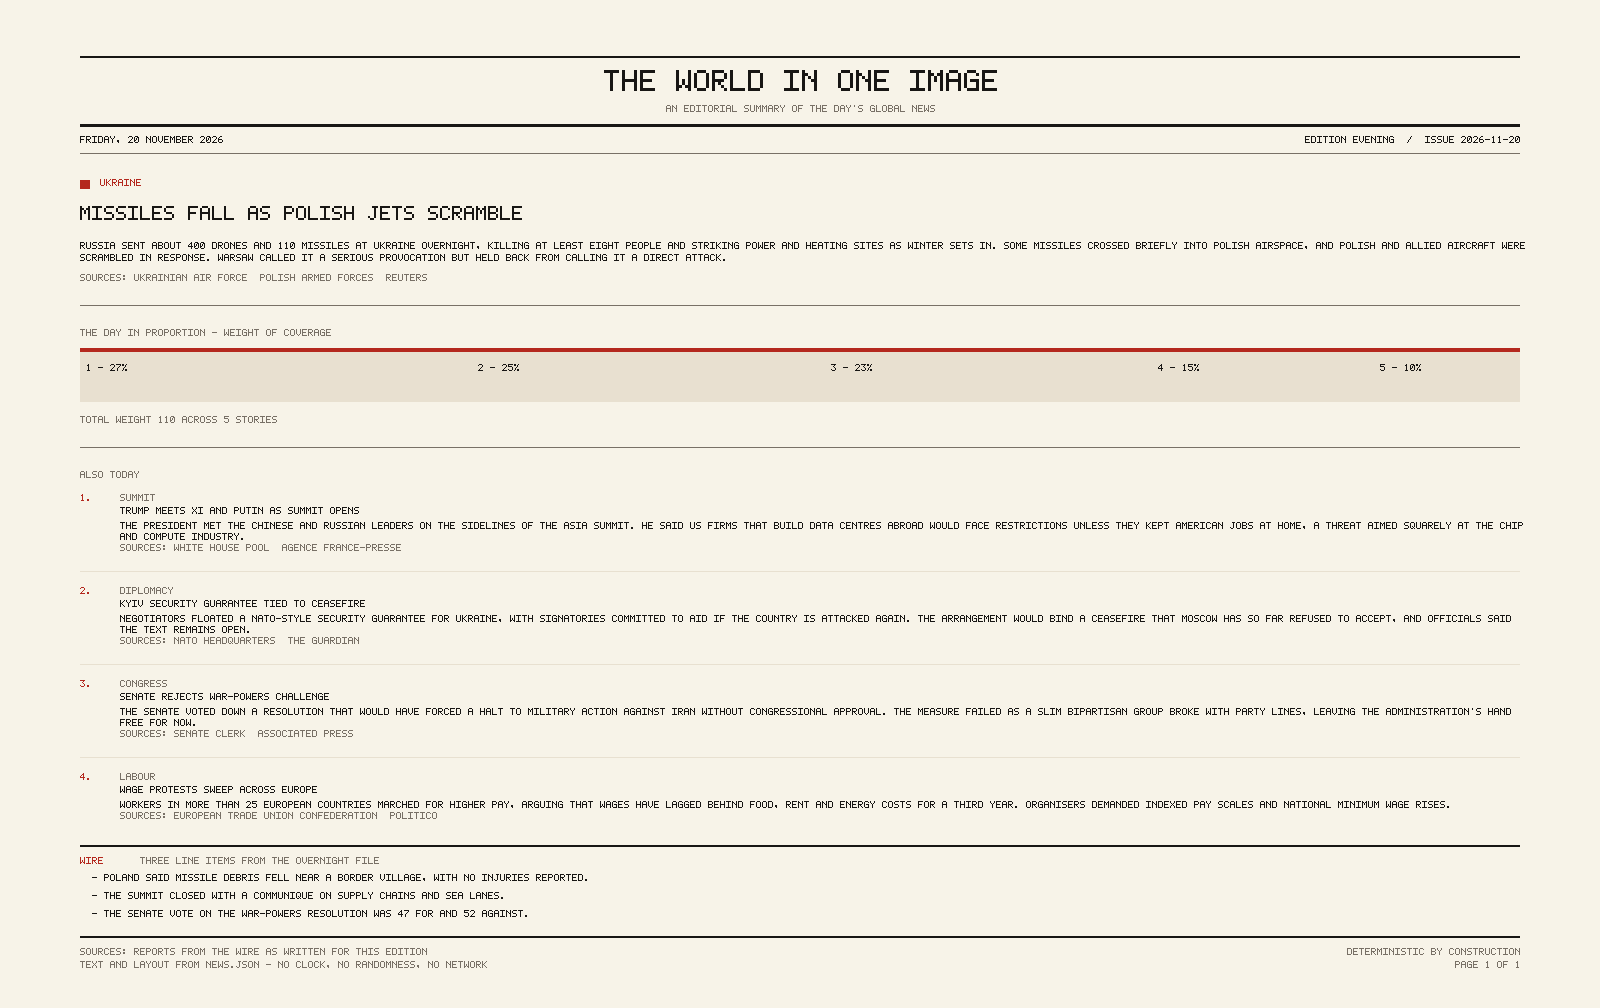 THE WORLD IN ONE IMAGE
AN EDITORIAL SUMMARY OF THE DAY'S GLOBAL NEWS
FRIDAY, 20 NOVEMBER 2026
EDITION EVENING / ISSUE 2026-11-20
UKRAINE
MISSILES FALL AS POLISH JETS SCRAMBLE
RUSSIA SENT ABOUT 400 DRONES AND 110 MISSILES AT UKRAINE OVERNIGHT, KILLING AT LEAST EIGHT PEOPLE AND STRIKING POWER AND HEATING SITES AS WINTER SETS IN. SOME MISSILES CROSSED BRIEFLY INTO POLISH AIRSPACE, AND POLISH AND ALLIED AIRCRAFT WERE
SCRAMBLED IN RESPONSE. WARSAW CALLED IT A SERIOUS PROVOCATION BUT HELD BACK FROM CALLING IT A DIRECT ATTACK.
SOURCES: UKRAINIAN AIR FORCE POLISH ARMED FORCES REUTERS
THE DAY IN PROPORTION - WEIGHT OF COVERAGE
1 - 27% 2 - 25% 3 - 23% 4 - 15% 5 - 10%
TOTAL WEIGHT 110 ACROSS 5 STORIES
ALSO TODAY
1. SUMMIT
TRUMP MEETS XI AND PUTIN AS SUMMIT OPENS
THE PRESIDENT MET THE CHINESE AND RUSSIAN LEADERS ON THE SIDELINES OF THE ASIA SUMMIT. HE SAID US FIRMS THAT BUILD DATA CENTRES ABROAD WOULD FACE RESTRICTIONS UNLESS THEY KEPT AMERICAN JOBS AT HOME, A THREAT AIMED SQUARELY AT THE CHIP
AND COMPUTE INDUSTRY.
SOURCES: WHITE HOUSE POOL AGENCE FRANCE-PRESSE
2. DIPLOMACY
KYIV SECURITY GUARANTEE TIED TO CEASEFIRE
NEGOTIATORS FLOATED A NATO-STYLE SECURITY GUARANTEE FOR UKRAINE, WITH SIGNATORIES COMMITTED TO AID IF THE COUNTRY IS ATTACKED AGAIN. THE ARRANGEMENT WOULD BIND A CEASEFIRE THAT MOSCOW HAS SO FAR REFUSED TO ACCEPT, AND OFFICIALS SAID
THE TEXT REMAINS OPEN.
SOURCES: NATO HEADQUARTERS THE GUARDIAN
3. CONGRESS
SENATE REJECTS WAR-POWERS CHALLENGE
THE SENATE VOTED DOWN A RESOLUTION THAT WOULD HAVE FORCED A HALT TO MILITARY ACTION AGAINST IRAN WITHOUT CONGRESSIONAL APPROVAL. THE MEASURE FAILED AS A SLIM BIPARTISAN GROUP BROKE WITH PARTY LINES, LEAVING THE ADMINISTRATION'S HAND
FREE FOR NOW.
SOURCES: SENATE CLERK ASSOCIATED PRESS
4. LABOUR
WAGE PROTESTS SWEEP ACROSS EUROPE
WORKERS IN MORE THAN 25 EUROPEAN COUNTRIES MARCHED FOR HIGHER PAY, ARGUING THAT WAGES HAVE LAGGED BEHIND FOOD, RENT AND ENERGY COSTS FOR A THIRD YEAR. ORGANISERS DEMANDED INDEXED PAY SCALES AND NATIONAL MINIMUM WAGE RISES.
SOURCES: EUROPEAN TRADE UNION CONFEDERATION POLITICO
WIRE THREE LINE ITEMS FROM THE OVERNIGHT FILE
- POLAND SAID MISSILE DEBRIS FELL NEAR A BORDER VILLAGE, WITH NO INJURIES REPORTED.
- THE SUMMIT CLOSED WITH A COMMUNIQUE ON SUPPLY CHAINS AND SEA LANES.
- THE SENATE VOTE ON THE WAR-POWERS RESOLUTION WAS 47 FOR AND 52 AGAINST.
SOURCES: REPORTS FROM THE WIRE AS WRITTEN FOR THIS EDITION
DETERMINISTIC BY CONSTRUCTION
TEXT AND LAYOUT FROM NEWS.JSON - NO CLOCK, NO RANDOMNESS, NO NETWORK
PAGE 1 OF 1